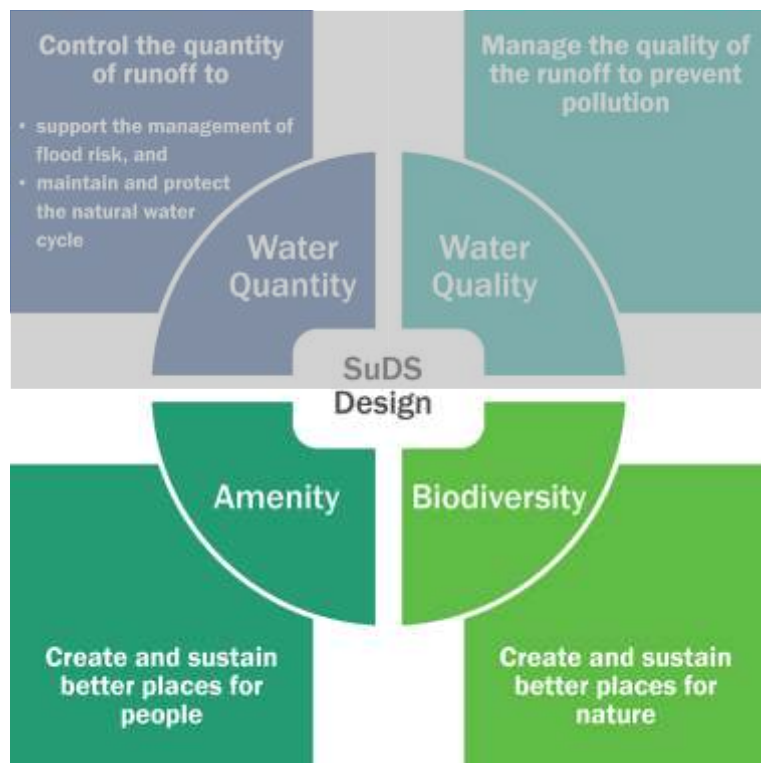 Control the quantity
of runoff to
• support the management of
flood risk, and
• maintain and protect
the natural water
cycle
Manage the quality of
the runoff to prevent
pollution
Water
Quantity
Water
Quality
SuDS
Design
Amenity
Biodiversity
Create and sustain
better places for
people
Create and sustain
better places for
nature